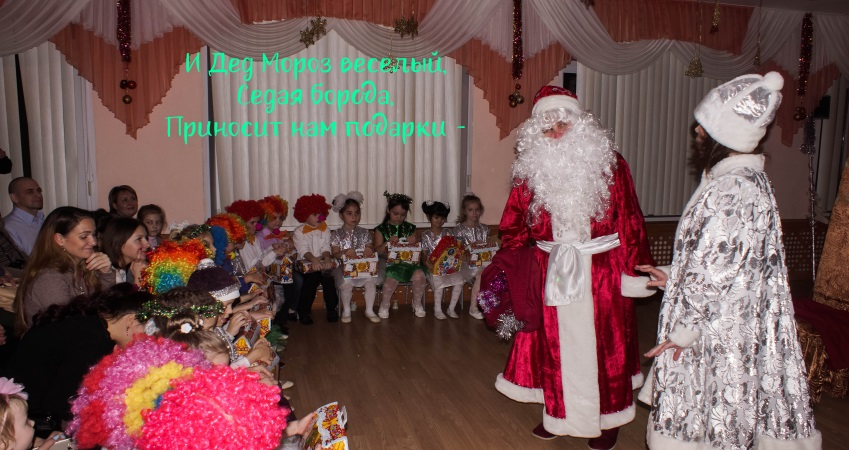 И Дед Мороз веселый,
Седая борода,
Приносит нам подарки -